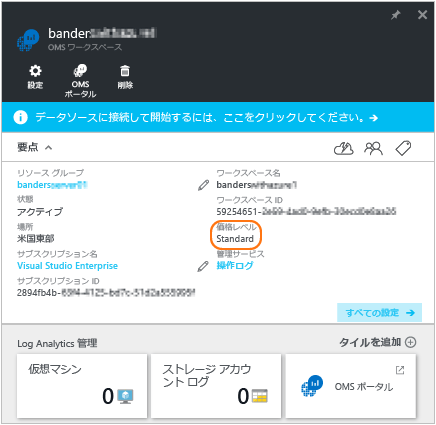 bander
OMS ワークスペース
設定
OMS
ポータル
削除
データソースに接続して開始するには、ここをクリックしてください。
要点
リソース グループ
banders
ワークスペース名
banders
状態
アクティブ
ワークスペース ID
59254651-
場所
米国東部
価格レベル
Standard
サブスクリプション名
Visual Studio Enterprise
管理サービス
操作ログ
サブスクリプション ID
2894fb4b-
すべての設定
Log Analytics 管理
タイルを追加
仮想マシン
0
ストレージ アカウ
ント ログ
0
OMS ポータル